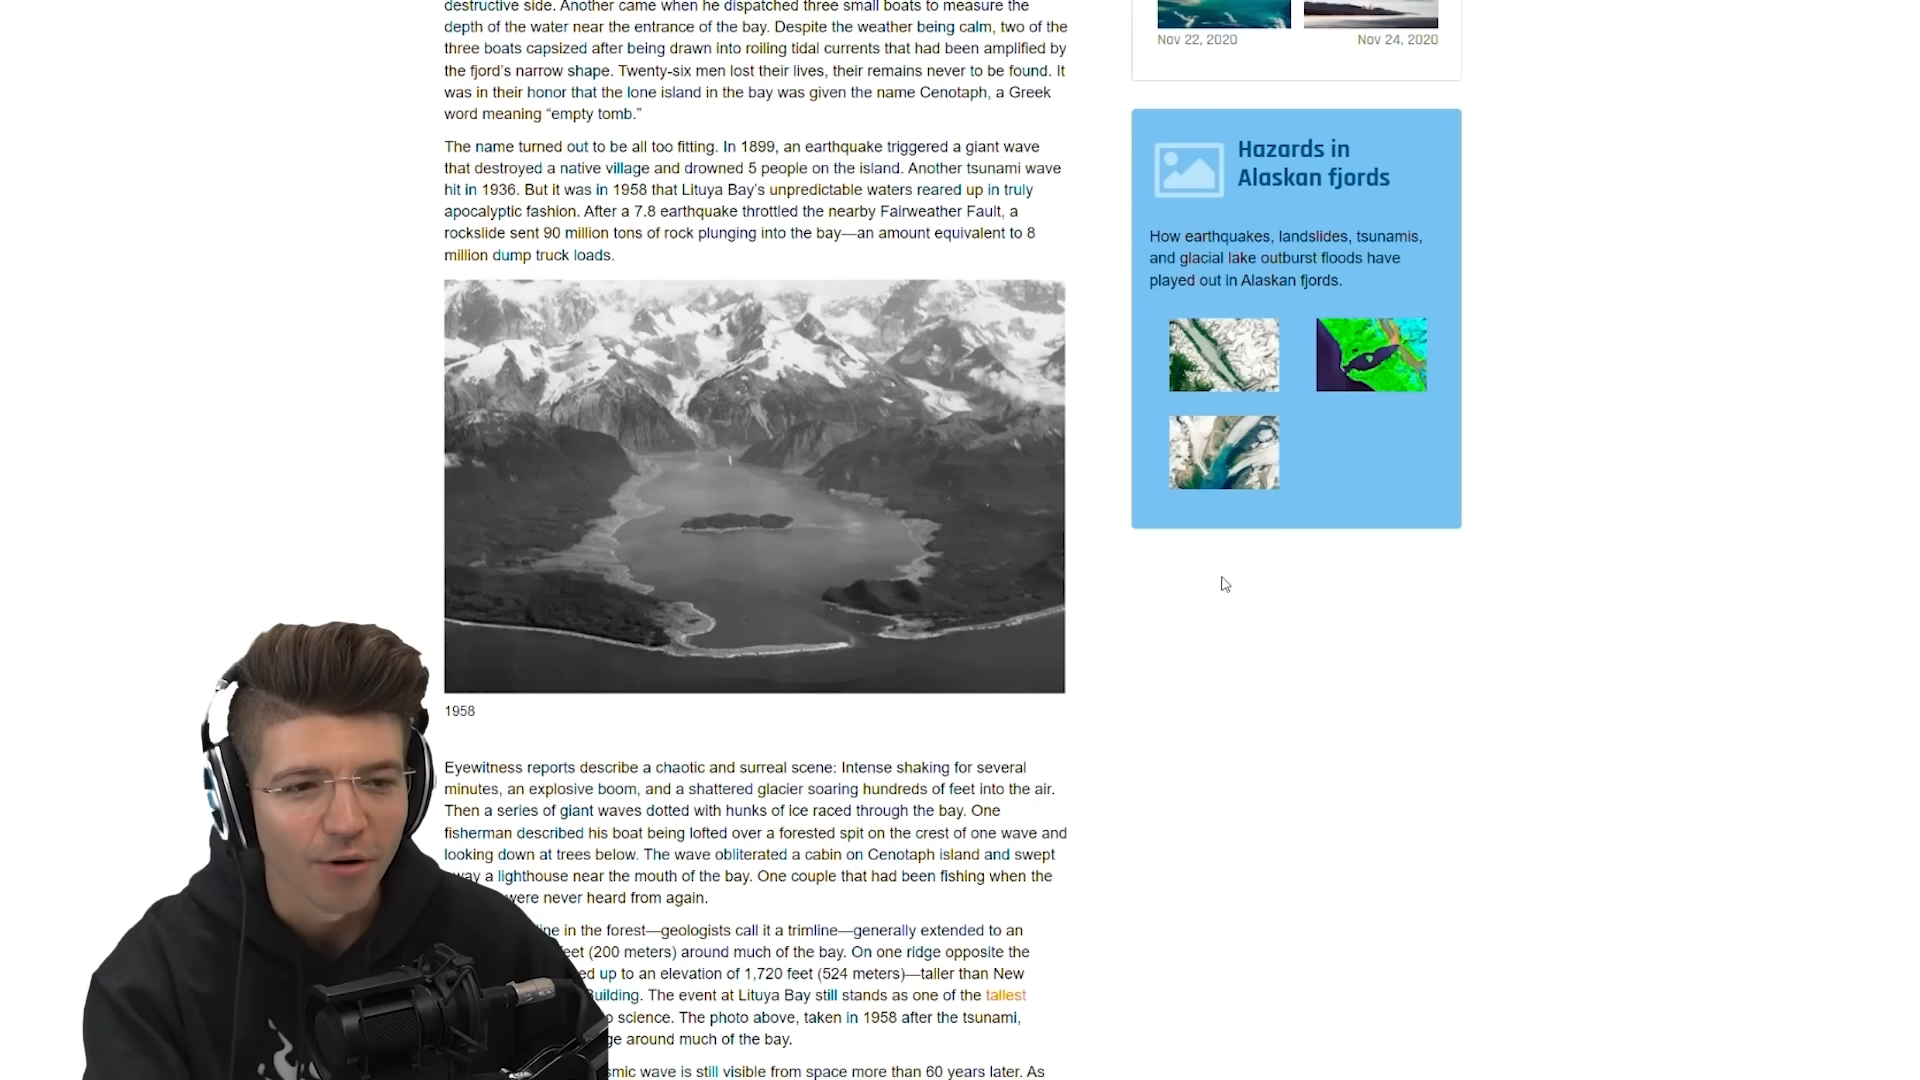 destructive side. Another came when he dispatched three small boats to measure the
depth of the water near the entrance of the bay. Despite the weather being calm, two of the
three boats capsized after being drawn into roiling tidal currents that had been amplified by
the fjord's narrow shape. Twenty-six men lost their lives, their remains never to be found. It
was in their honor that the lone island in the bay was given the name Cenotaph, a Greek
word meaning “empty tomb.”
The name turned out to be all too fitting. In 1899, an earthquake triggered a giant wave
that destroyed a native village and drowned 5 people on the island. Another tsunami wave
hit in 1936. But it was in 1958 that Lituya Bay's unpredictable waters reared up in truly
apocalyptic fashion. After a 7.8 earthquake throttled the nearby Fairweather Fault, a
rockslide sent 90 million tons of rock plunging into the bay—an amount equivalent to 8
million dump truck loads.
1958
Eyewitness reports describe a chaotic and surreal scene: Intense shaking for several
minutes, an explosive boom, and a shattered glacier soaring hundreds of feet into the air.
Then a series of giant waves dotted with hunks of ice raced through the bay. One
fisherman described his boat being lofted over a forested spit on the crest of one wave and
looking down at trees below. The wave obliterated a cabin on Cenotaph island and swept
a lighthouse near the mouth of the bay. One couple that had been fishing when the
were never heard from again.
in the forest—geologists call it a trimline—generally extended to an
(200 meters) around much of the bay. On one ridge opposite the
up to an elevation of 1,720 feet (524 meters)—taller than New
Building. The event at Lituya Bay still stands as one of the tallest
science. The photo above, taken in 1958 after the tsunami,
around much of the bay.
wave is still visible from space more than 60 years later. As
Nov 22, 2020
Nov 24, 2020
Hazards in
Alaskan fjords
How earthquakes, landslides, tsunamis,
and glacial lake outburst floods have
played out in Alaskan fjords.